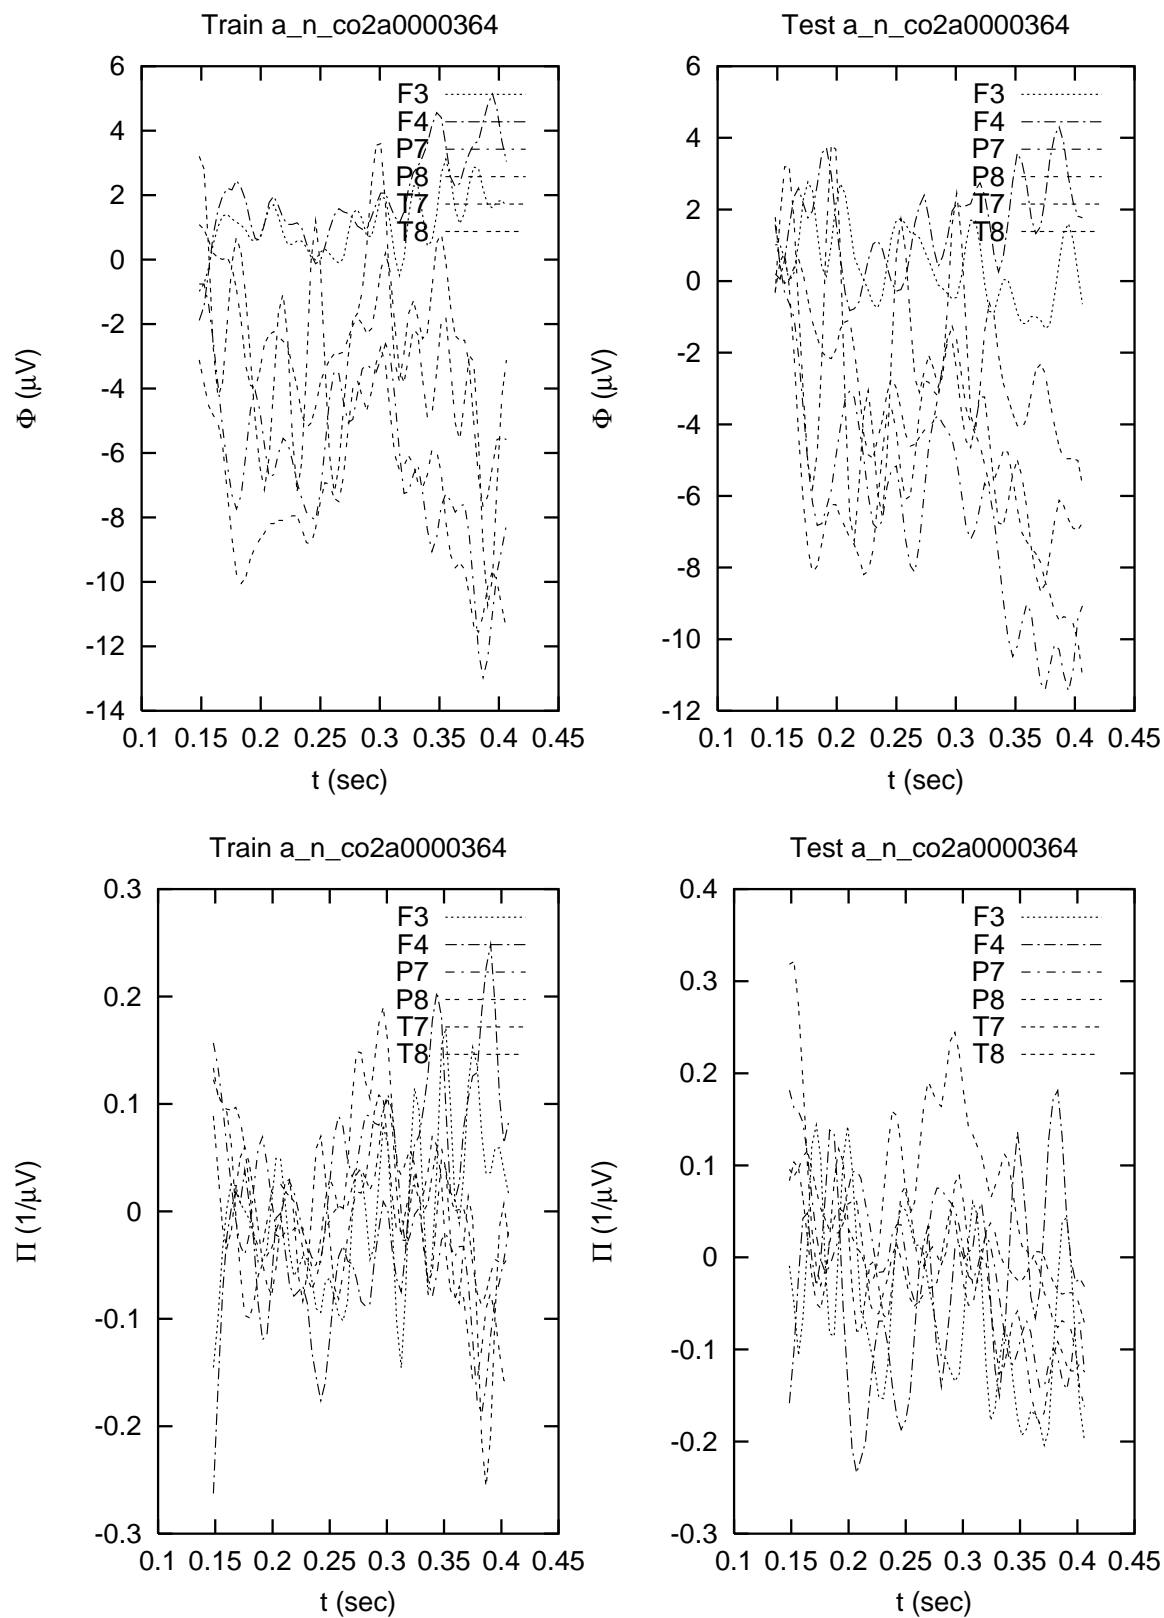 Train a_n_co2a0000364
6
4
2
0
-2
-4
-6
-8
-10
-12
-14
0.1 0.15 0.2 0.25 0.3 0.35 0.4 0.45
Φ (µV)
t (sec)
F3
F4
P7
P8
T7
T8
Test a_n_co2a0000364
6
4
2
0
-2
-4
-6
-8
-10
-12
0.1 0.15 0.2 0.25 0.3 0.35 0.4 0.45
Φ (µV)
t (sec)
F3
F4
P7
P8
T7
T8
Train a_n_co2a0000364
0.3
0.2
0.1
0
-0.1
-0.2
-0.3
0.1 0.15 0.2 0.25 0.3 0.35 0.4 0.45
Π (1/µV)
t (sec)
F3
F4
P7
P8
T7
T8
Test a_n_co2a0000364
0.4
0.3
0.2
0.1
0
-0.1
-0.2
-0.3
0.1 0.15 0.2 0.25 0.3 0.35 0.4 0.45
Π (1/µV)
t (sec)
F3
F4
P7
P8
T7
T8